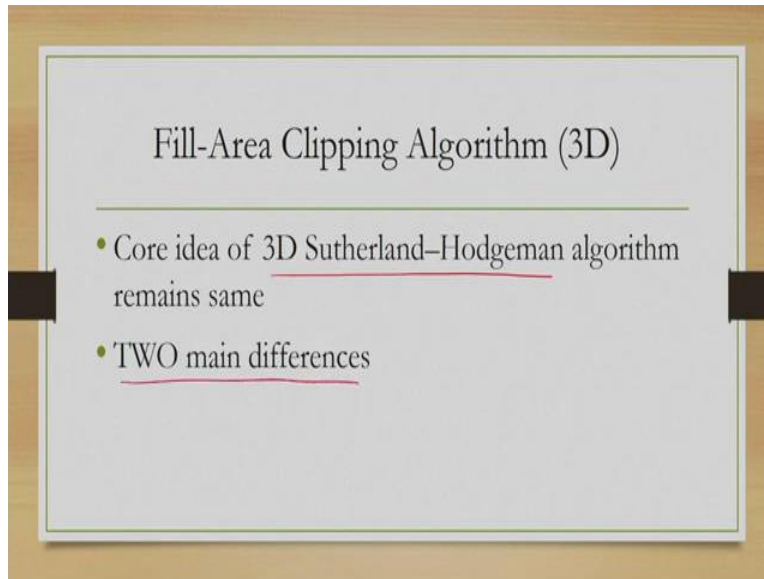 Fill-Area Clipping Algorithm (3D)
• Core idea of 3D Sutherland–Hodgeman algorithm
remains same
• TWO main differences